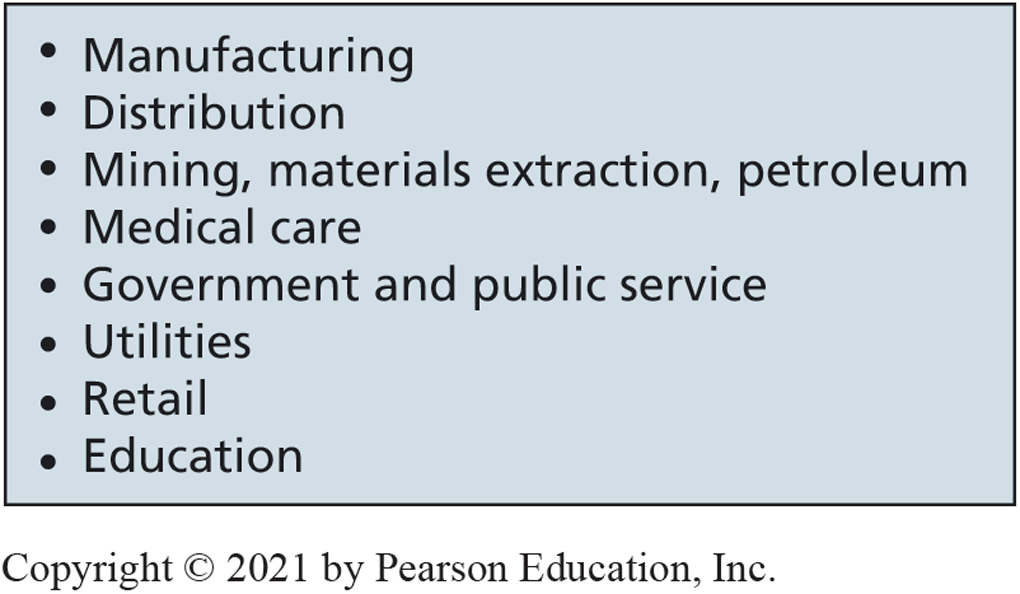 • Manufacturing
• Distribution
• Mining, materials extraction, petroleum
• Medical care
• Government and public service
• Utilities
• Retail
• Education
Copyright © 2021 by Pearson Education, Inc.